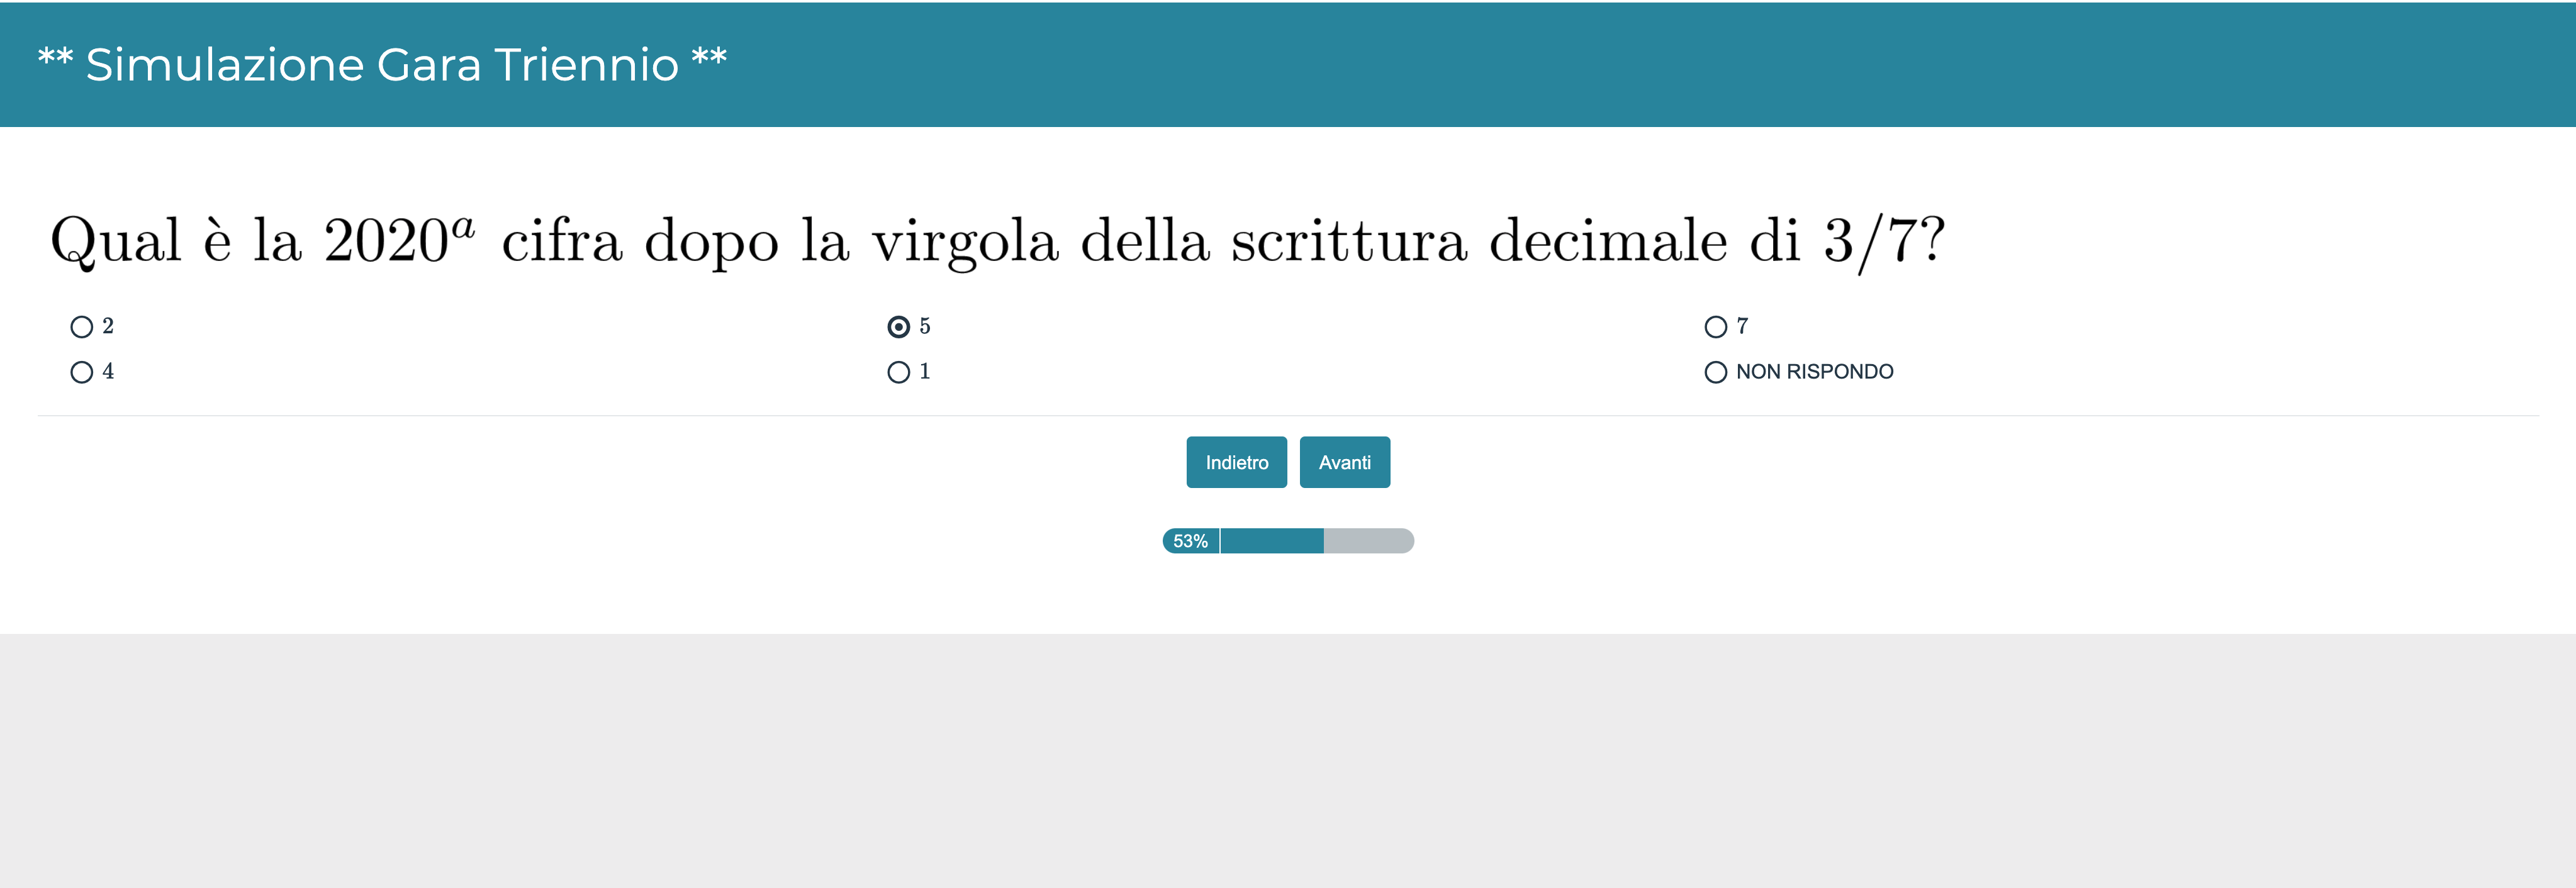 ** Simulazione Gara Triennio **
Qual è la 2020ª cifra dopo la virgola della scrittura decimale di 3/7?
2 5 7
4 1 NON RISPONDO
Indietro Avanti
53%